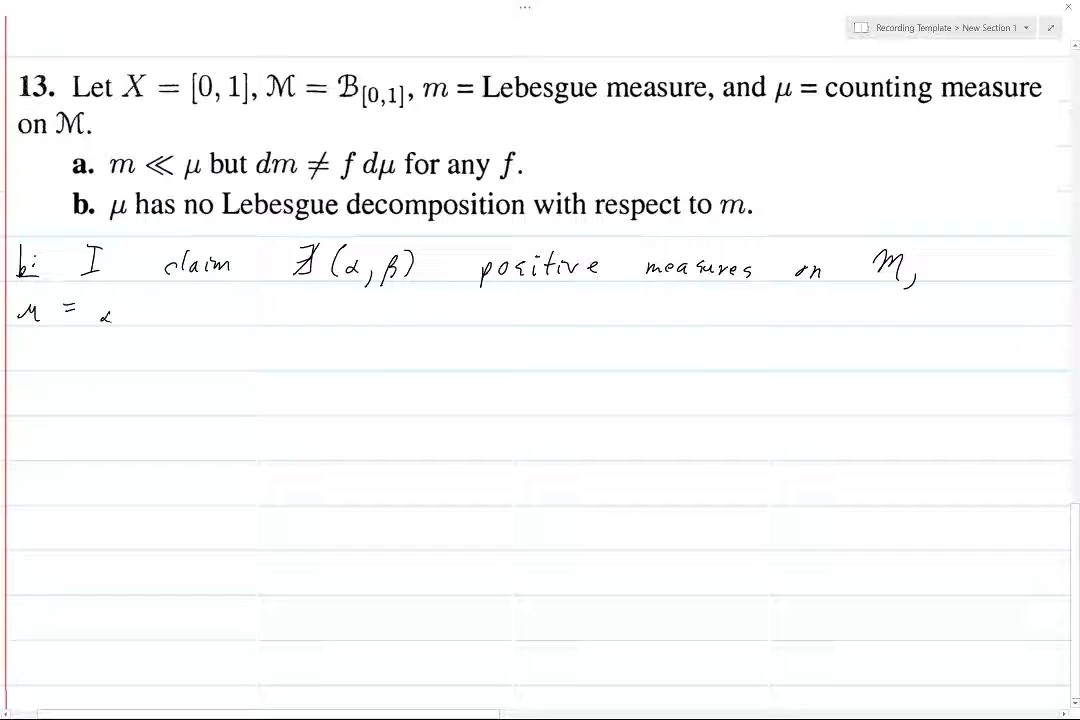 Recording Template > New Section 1
13. Let X = [0, 1], ℳ = ℬ[0,1], m = Lebesgue measure, and μ = counting measure
on ℳ.
a. m ≪ μ but dm ≠ f dμ for any f.
b. μ has no Lebesgue decomposition with respect to m.
b: I claim ∄ (α, β) positive measures on ℳ,
μ = α